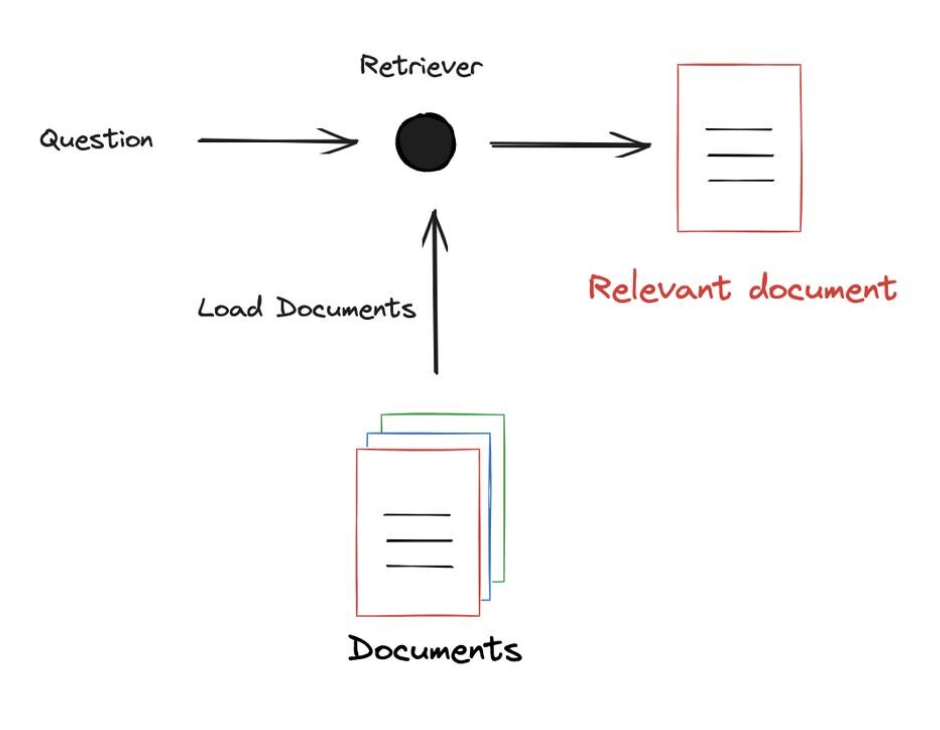 Retriever
Question
Relevant document
Load Documents
Documents